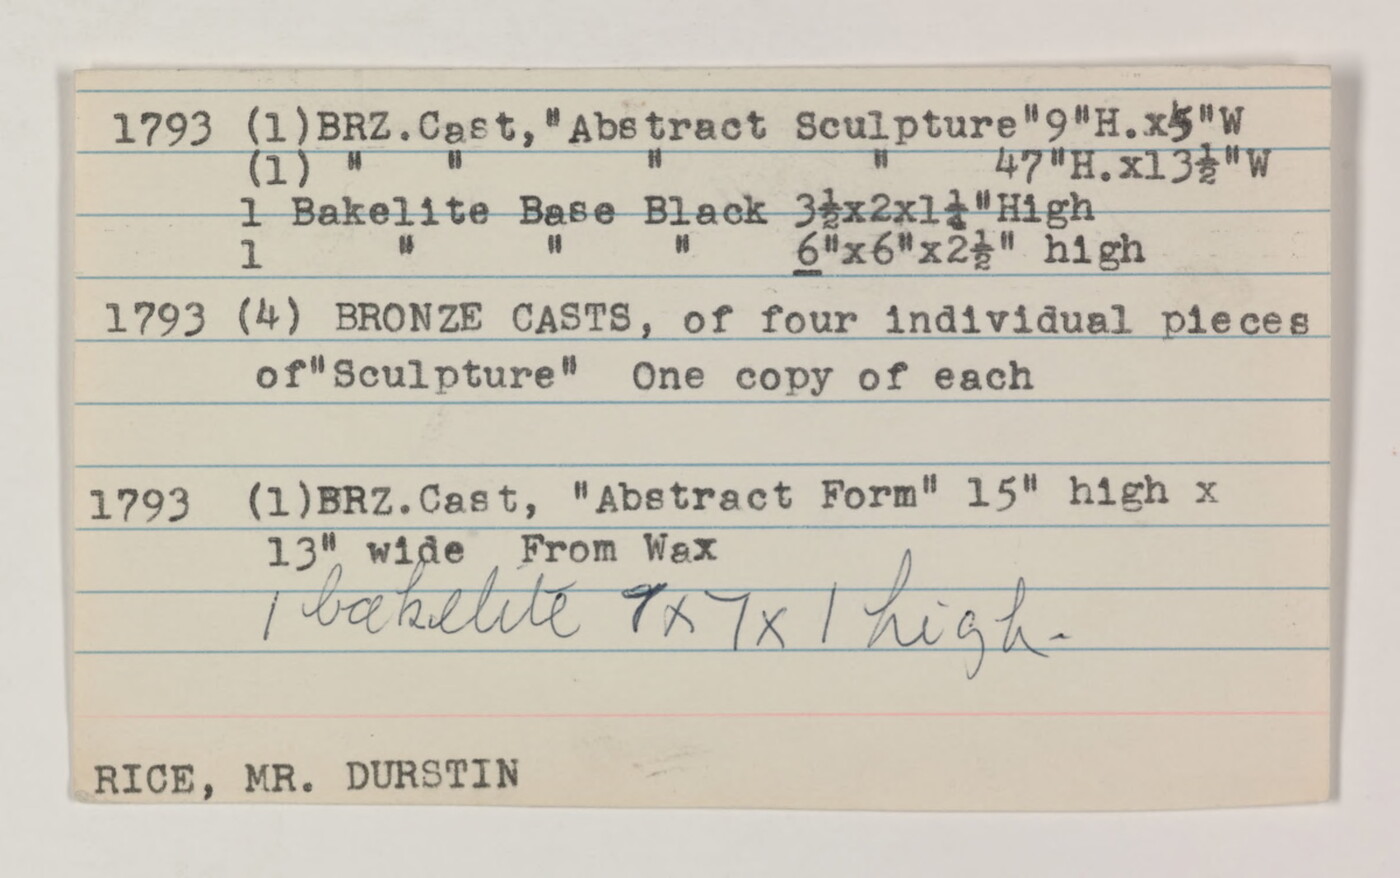 1793 (1)BRZ.Cast,"Abstract Sculpture"9"H.x5"W
(1) " " " " 47"H.x13½"W
1 Bakelite Base Black 3½x2x1¼"High
1 " " " 6"x6"x2½" high
1793 (4) BRONZE CASTS, of four individual pieces
of"Sculpture" One copy of each
1793 (1)BRZ.Cast, "Abstract Form" 15" high x
13" wide From Wax
1 bakelite 7x7x1 high-
RICE, MR. DURSTIN